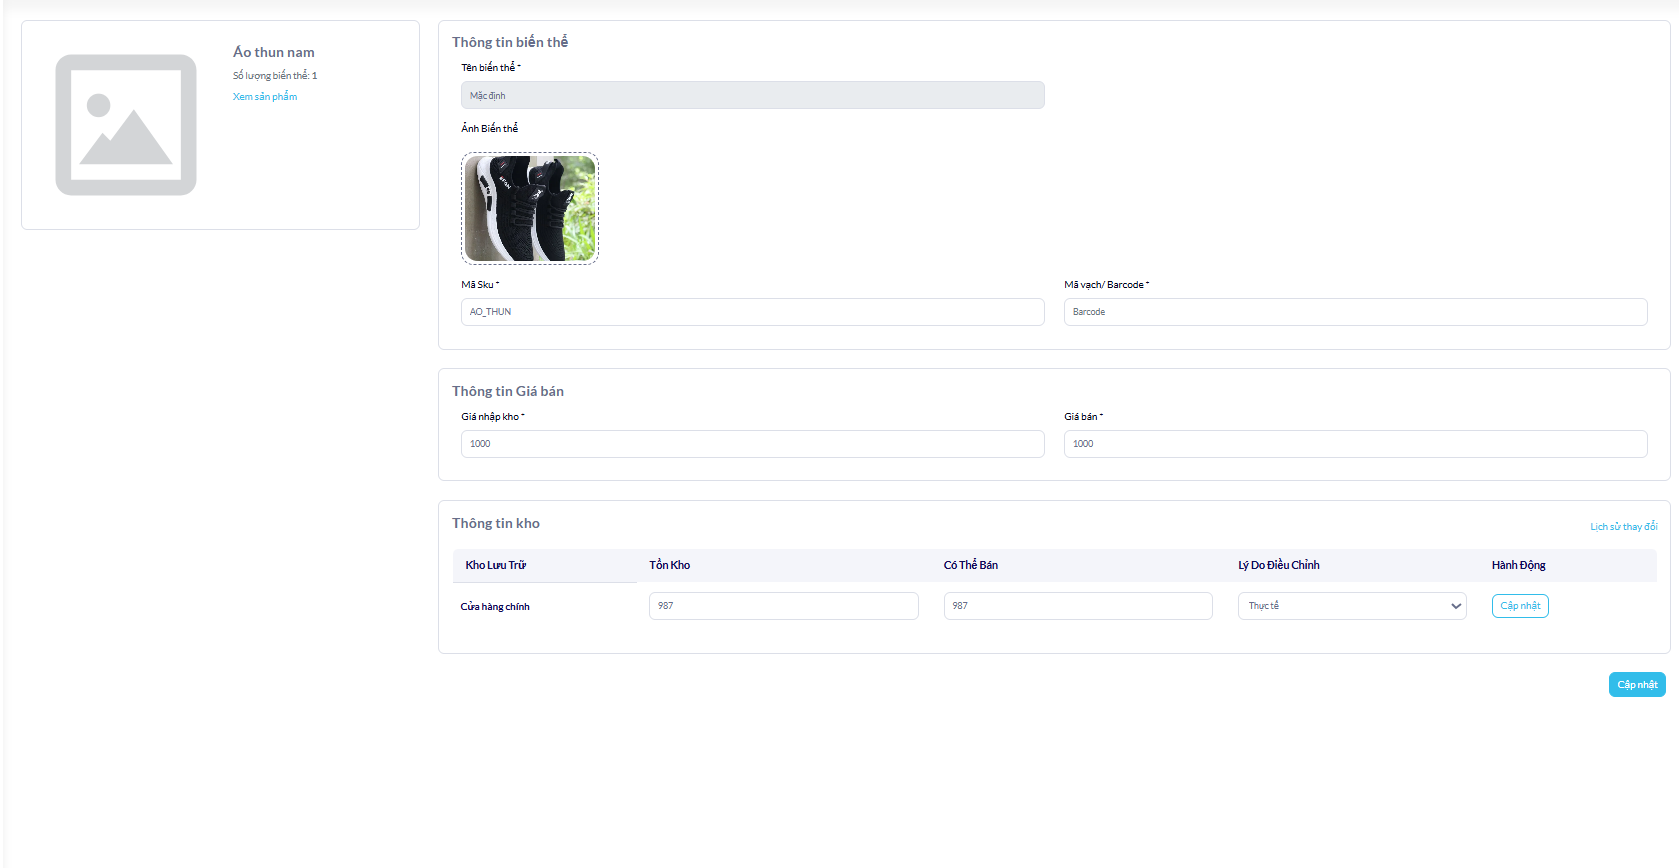 Áo thun nam
Số lượng biến thể: 1
Xem sản phẩm
Thông tin biến thể
Tên biến thể *
Mặc định
Ảnh Biến thể
Mã Sku *
Mã vạch/ Barcode *
AO_THUN
Barcode
Thông tin Giá bán
Giá nhập kho *
Giá bán *
1000
1000
Thông tin kho
Lịch sử thay đổi
Kho Lưu Trữ
Tồn Kho
Có Thể Bán
Lý Do Điều Chỉnh
Hành Động
Cửa hàng chính
987
987
Thực tế
Cập nhật
Cập nhật